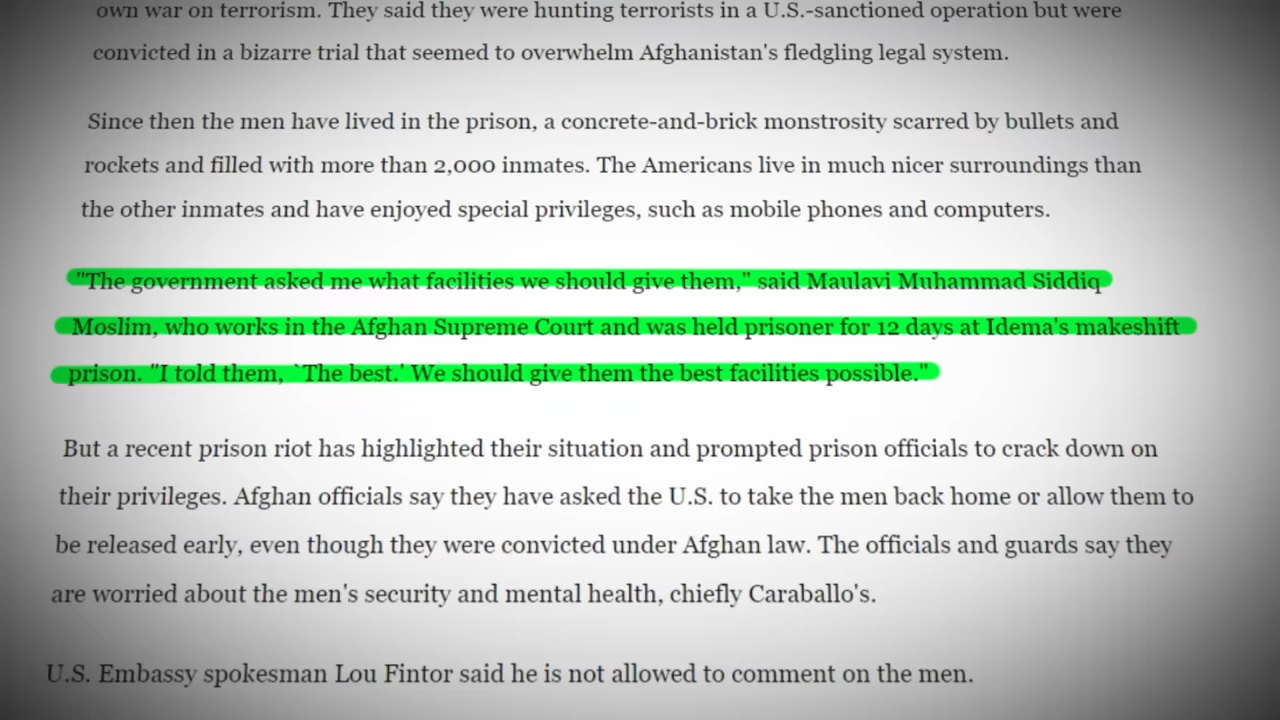 own war on terrorism. They said they were hunting terrorists in a U.S.-sanctioned operation but were
convicted in a bizarre trial that seemed to overwhelm Afghanistan's fledgling legal system.
Since then the men have lived in the prison, a concrete-and-brick monstrosity scarred by bullets and
rockets and filled with more than 2,000 inmates. The Americans live in much nicer surroundings than
the other inmates and have enjoyed special privileges, such as mobile phones and computers.
"The government asked me what facilities we should give them," said Maulavi Muhammad Siddiq
Moslim, who works in the Afghan Supreme Court and was held prisoner for 12 days at Idema's makeshift
prison. "I told them, `The best.' We should give them the best facilities possible."
But a recent prison riot has highlighted their situation and prompted prison officials to crack down on
their privileges. Afghan officials say they have asked the U.S. to take the men back home or allow them to
be released early, even though they were convicted under Afghan law. The officials and guards say they
are worried about the men's security and mental health, chiefly Caraballo's.
U.S. Embassy spokesman Lou Fintor said he is not allowed to comment on the men.